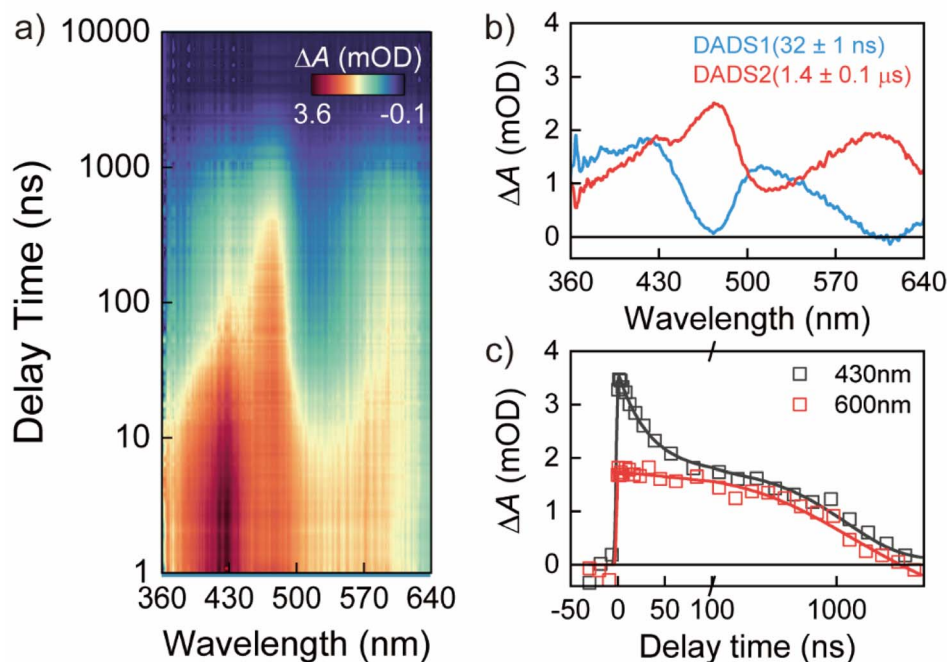 a)
10000
1000
100
10
1
Delay Time (ns)
ΔA (mOD)
3.6 -0.1
360 430 500 570 640
Wavelength (nm)
b)
DADS1(32 ± 1 ns)
DADS2(1.4 ± 0.1 μs)
4
3
2
1
0
ΔA (mOD)
360 430 500 570 640
Wavelength (nm)
c)
430nm
600nm
4
3
2
1
0
ΔA (mOD)
-50 0 50 100 1000
Delay time (ns)